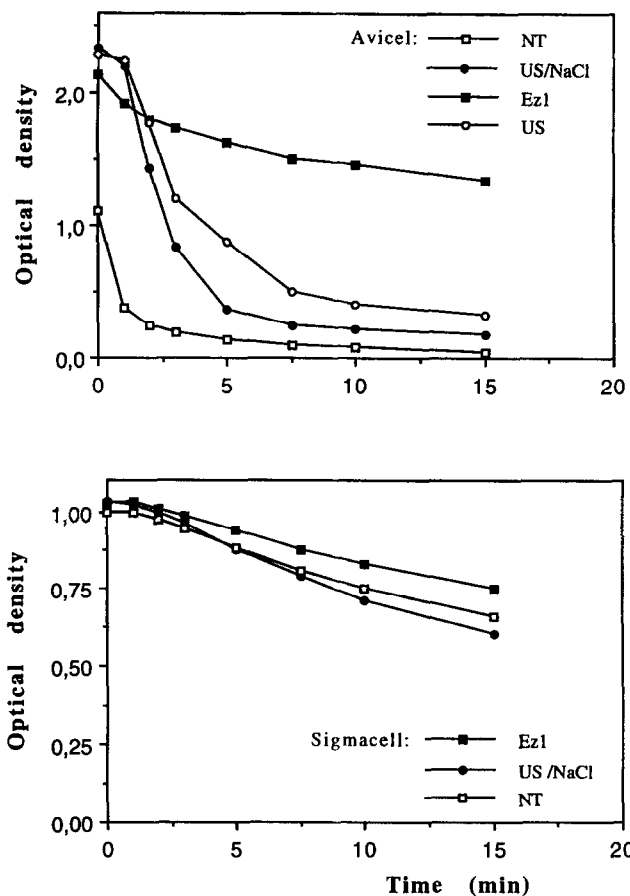 Avicel:
NT
US/NaCl
Ez1
US
Optical density
2,0
1,0
0,0
0 5 10 15 20
Optical density
1,00
0,75
0,50
0,25
0,00
Sigmacell:
Ez1
US /NaCl
NT
0 5 10 15 20
Time (min)